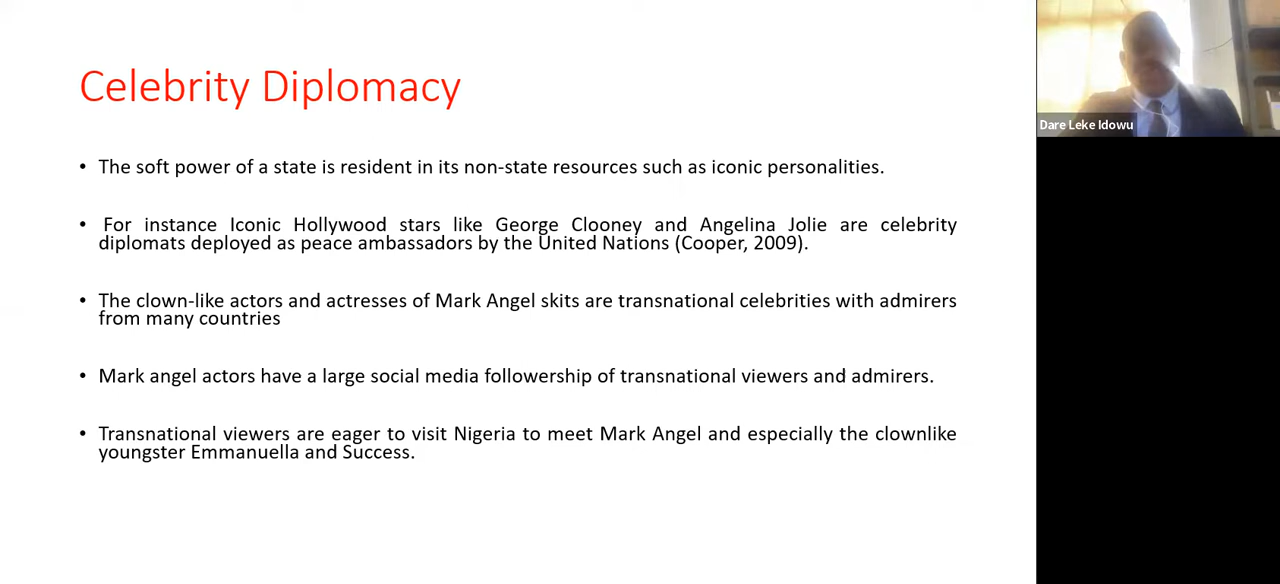 Celebrity Diplomacy
• The soft power of a state is resident in its non-state resources such as iconic personalities.
• For instance Iconic Hollywood stars like George Clooney and Angelina Jolie are celebrity
diplomats deployed as peace ambassadors by the United Nations (Cooper, 2009).
• The clown-like actors and actresses of Mark Angel skits are transnational celebrities with admirers
from many countries
• Mark angel actors have a large social media followership of transnational viewers and admirers.
• Transnational viewers are eager to visit Nigeria to meet Mark Angel and especially the clownlike
youngster Emmanuella and Success.
Dare Leke Idowu